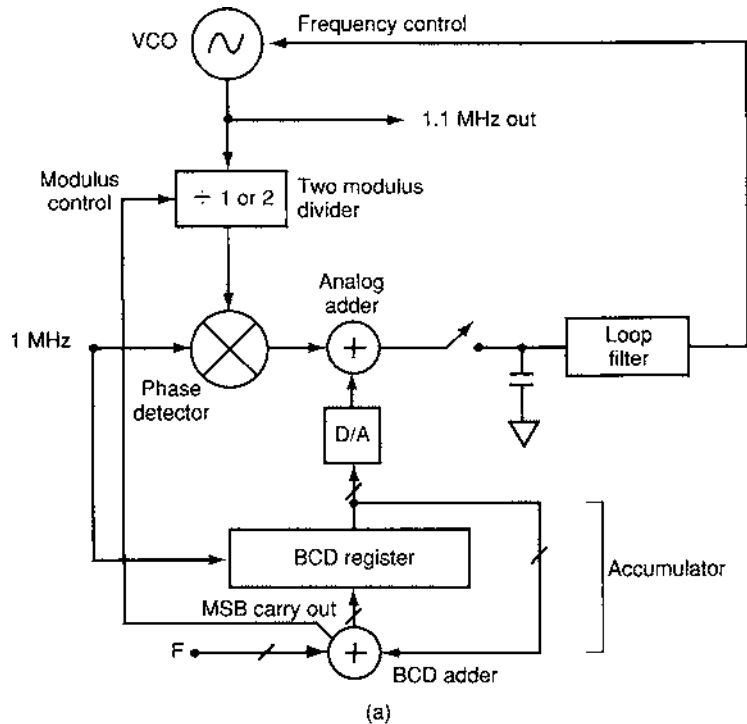 Frequency control
VCO
1.1 MHz out
Modulus
control
÷ 1 or 2
Two modulus
divider
Analog
adder
1 MHz
Phase
detector
Loop
filter
D/A
BCD register
Accumulator
MSB carry out
F
BCD adder
(a)